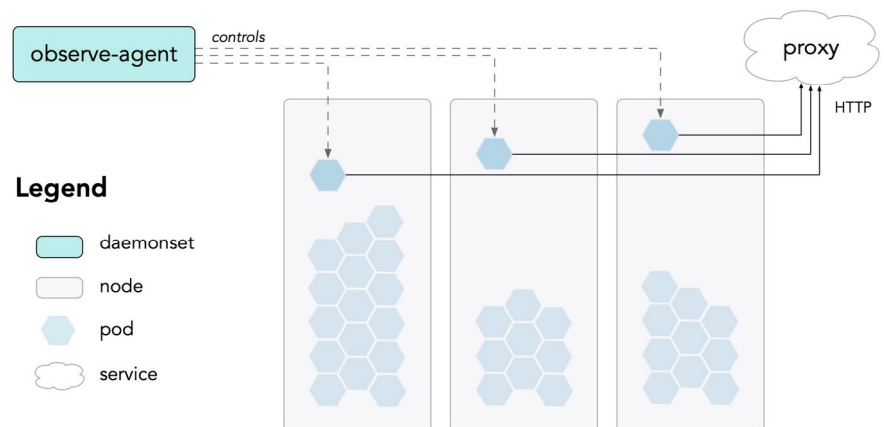 controls
observe-agent
proxy
HTTP
Legend
daemonset
node
pod
service